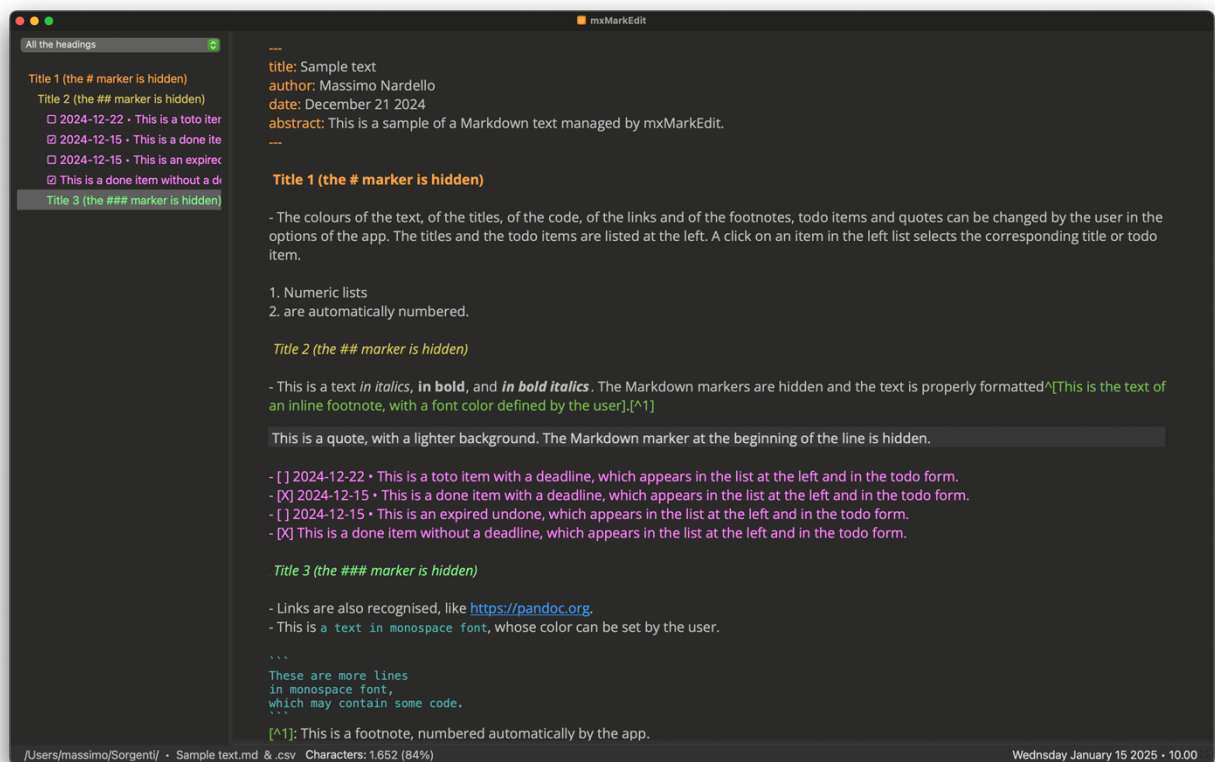 mxMarkEdit
All the headings
Title 1 (the # marker is hidden)
Title 2 (the ## marker is hidden)
☐ 2024-12-22 • This is a toto iter
☑ 2024-12-15 • This is a done ite
☐ 2024-12-15 • This is an expired
☑ This is a done item without a de
Title 3 (the ### marker is hidden)
---
title: Sample text
author: Massimo Nardello
date: December 21 2024
abstract: This is a sample of a Markdown text managed by mxMarkEdit.
---
Title 1 (the # marker is hidden)
- The colours of the text, of the titles, of the code, of the links and of the footnotes, todo items and quotes can be changed by the user in the
options of the app. The titles and the todo items are listed at the left. A click on an item in the left list selects the corresponding title or todo
item.
1. Numeric lists
2. are automatically numbered.
Title 2 (the ## marker is hidden)
- This is a text in italics, in bold, and in bold italics. The Markdown markers are hidden and the text is properly formatted^[This is the text of
an inline footnote, with a font color defined by the user].[^1]
This is a quote, with a lighter background. The Markdown marker at the beginning of the line is hidden.
- [ ] 2024-12-22 • This is a toto item with a deadline, which appears in the list at the left and in the todo form.
- [X] 2024-12-15 • This is a done item with a deadline, which appears in the list at the left and in the todo form.
- [ ] 2024-12-15 • This is an expired undone, which appears in the list at the left and in the todo form.
- [X] This is a done item without a deadline, which appears in the list at the left and in the todo form.
Title 3 (the ### marker is hidden)
- Links are also recognised, like https://pandoc.org.
- This is a text in monospace font, whose color can be set by the user.
```
These are more lines
in monospace font,
which may contain some code.
```
[^1]: This is a footnote, numbered automatically by the app.
/Users/massimo/Sorgenti/ • Sample text.md & .csv Characters: 1.652 (84%)
Wednsday January 15 2025 • 10.00